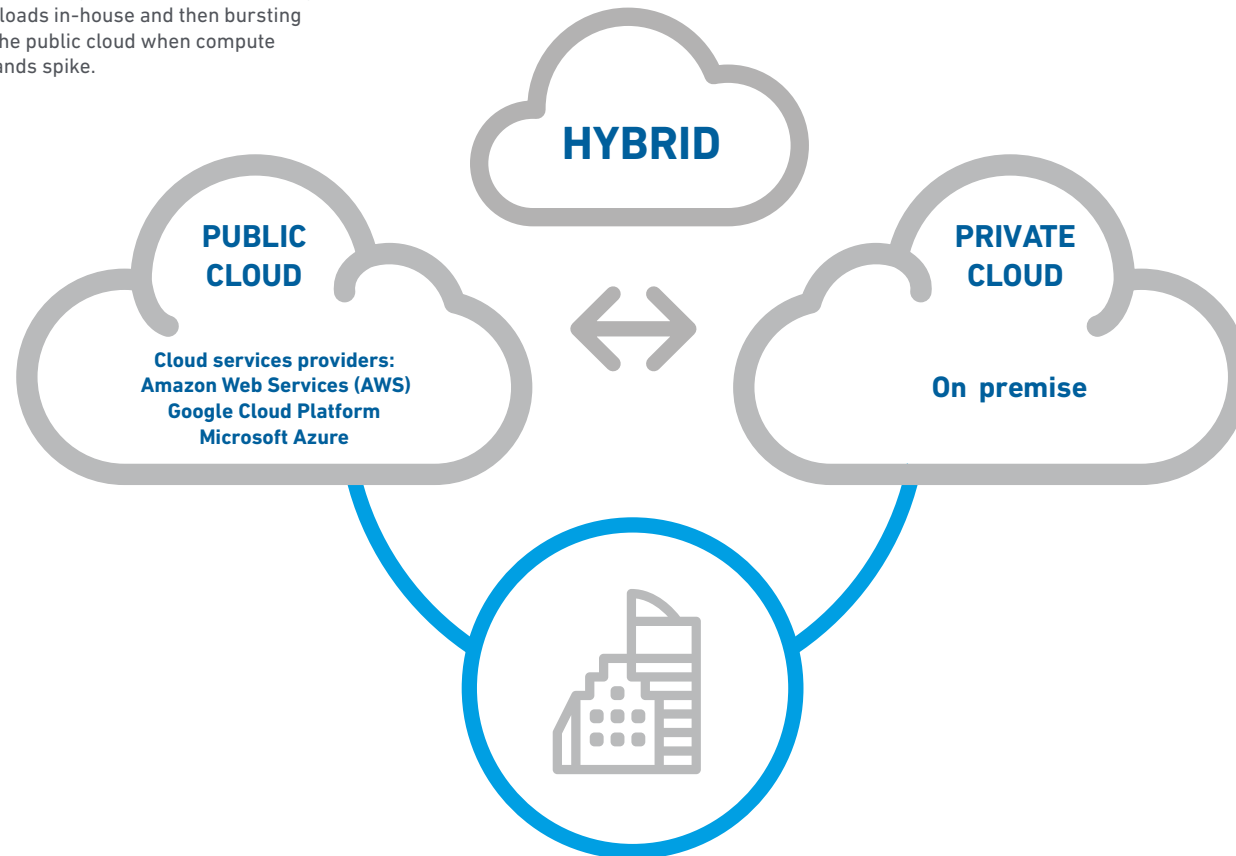 loads in-house and then bursting
he public cloud when compute
ands spike.
HYBRID
PUBLIC
CLOUD
Cloud services providers:
Amazon Web Services (AWS)
Google Cloud Platform
Microsoft Azure
PRIVATE
CLOUD
On premise